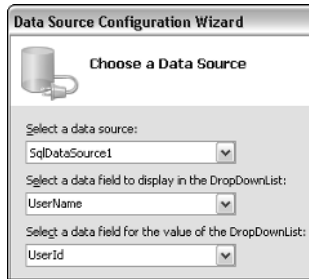 Data Source Configuration Wizard
Choose a Data Source
Select a data source:
SqlDataSource1
Select a data field to display in the DropDownList:
UserName
Select a data field for the value of the DropDownList:
UserId